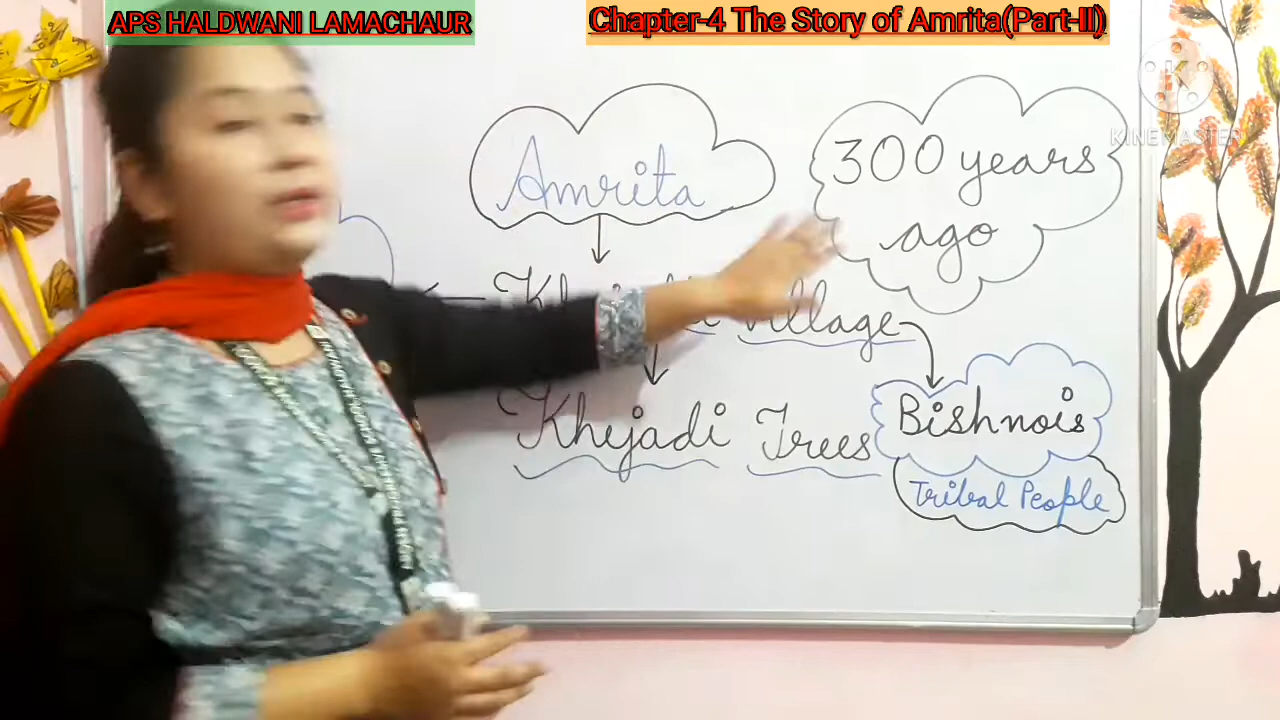 APS HALDWANI LAMACHAUR
Chapter-4 The Story of Amrita(Part-II)
KINEMASTER
Amrita
300 years
ago
village
Khejadi Trees
Bishnois
Tribal People